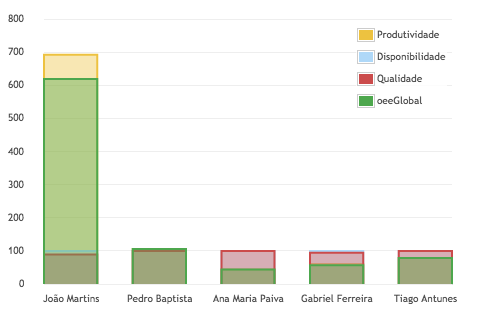 800
700
600
500
400
300
200
100
0
Produtividade
Disponibilidade
Qualidade
oeeGlobal
João Martins Pedro Baptista Ana Maria Paiva Gabriel Ferreira Tiago Antunes